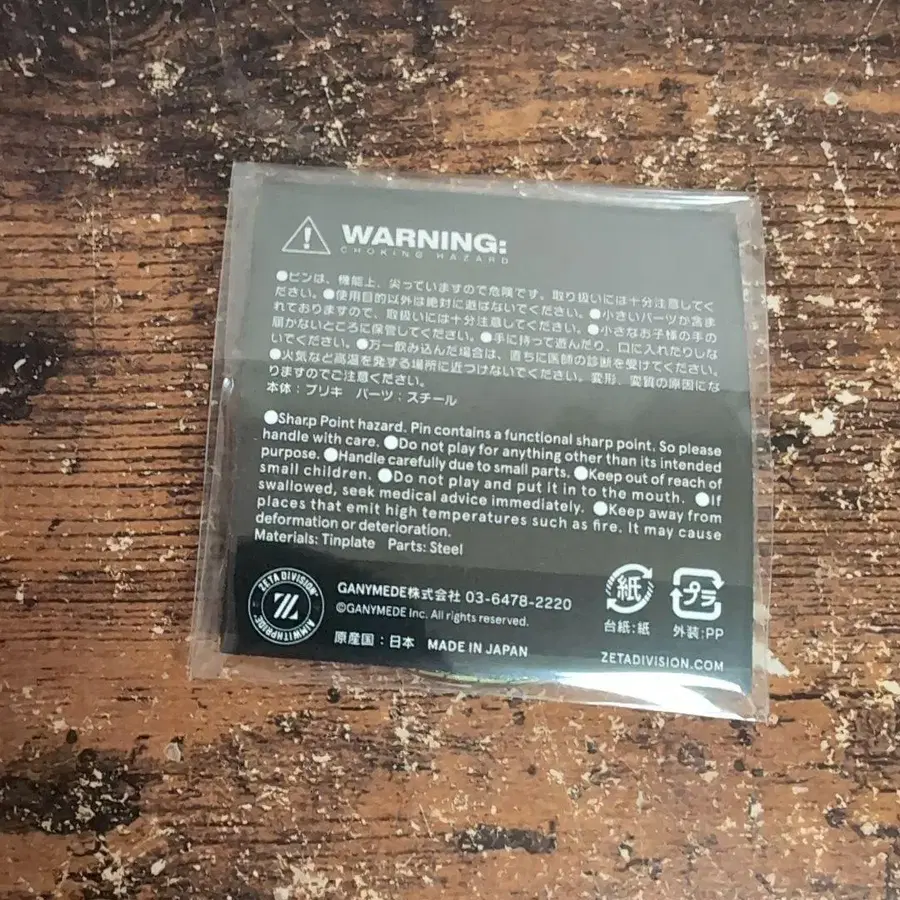 WARNING:
CHOKING HAZARD
●ピンは、機能上、尖っていますので危険です。取り扱いには十分注意してく
ださい。●使用目的以外は絶対に遊ばないでください。●小さいパーツが含ま
れておりますので、取扱いには十分注意してください。●小さなお子様の手の
届かないところに保管してください。●手に持って遊んだり、口に入れたりしな
いでください。●万一飲み込んだ場合は、直ちに医師の診断を受けてください。
●火気など高温を発する場所に近づけないでください。変形、変質の原因にな
りますのでご注意ください。
本体：ブリキ パーツ：スチール
●Sharp Point hazard. Pin contains a functional sharp point. So please
handle with care. ●Do not play for anything other than its intended
purpose. ●Handle carefully due to small parts. ●Keep out of reach of
small children. ●Do not play and put it in to the mouth. ●If
swallowed, seek medical advice immediately. ●Keep away from
places that emit high temperatures such as fire. It may cause
deformation or deterioration.
Materials: Tinplate Parts: Steel
ZETA DIVISION
AIMWITHPRIDE
GANYMEDE株式会社 03-6478-2220
©GANYMEDE Inc. All rights reserved.
原産国：日本 MADE IN JAPAN
紙
台紙:紙
プラ
外装:PP
ZETADIVISION.COM